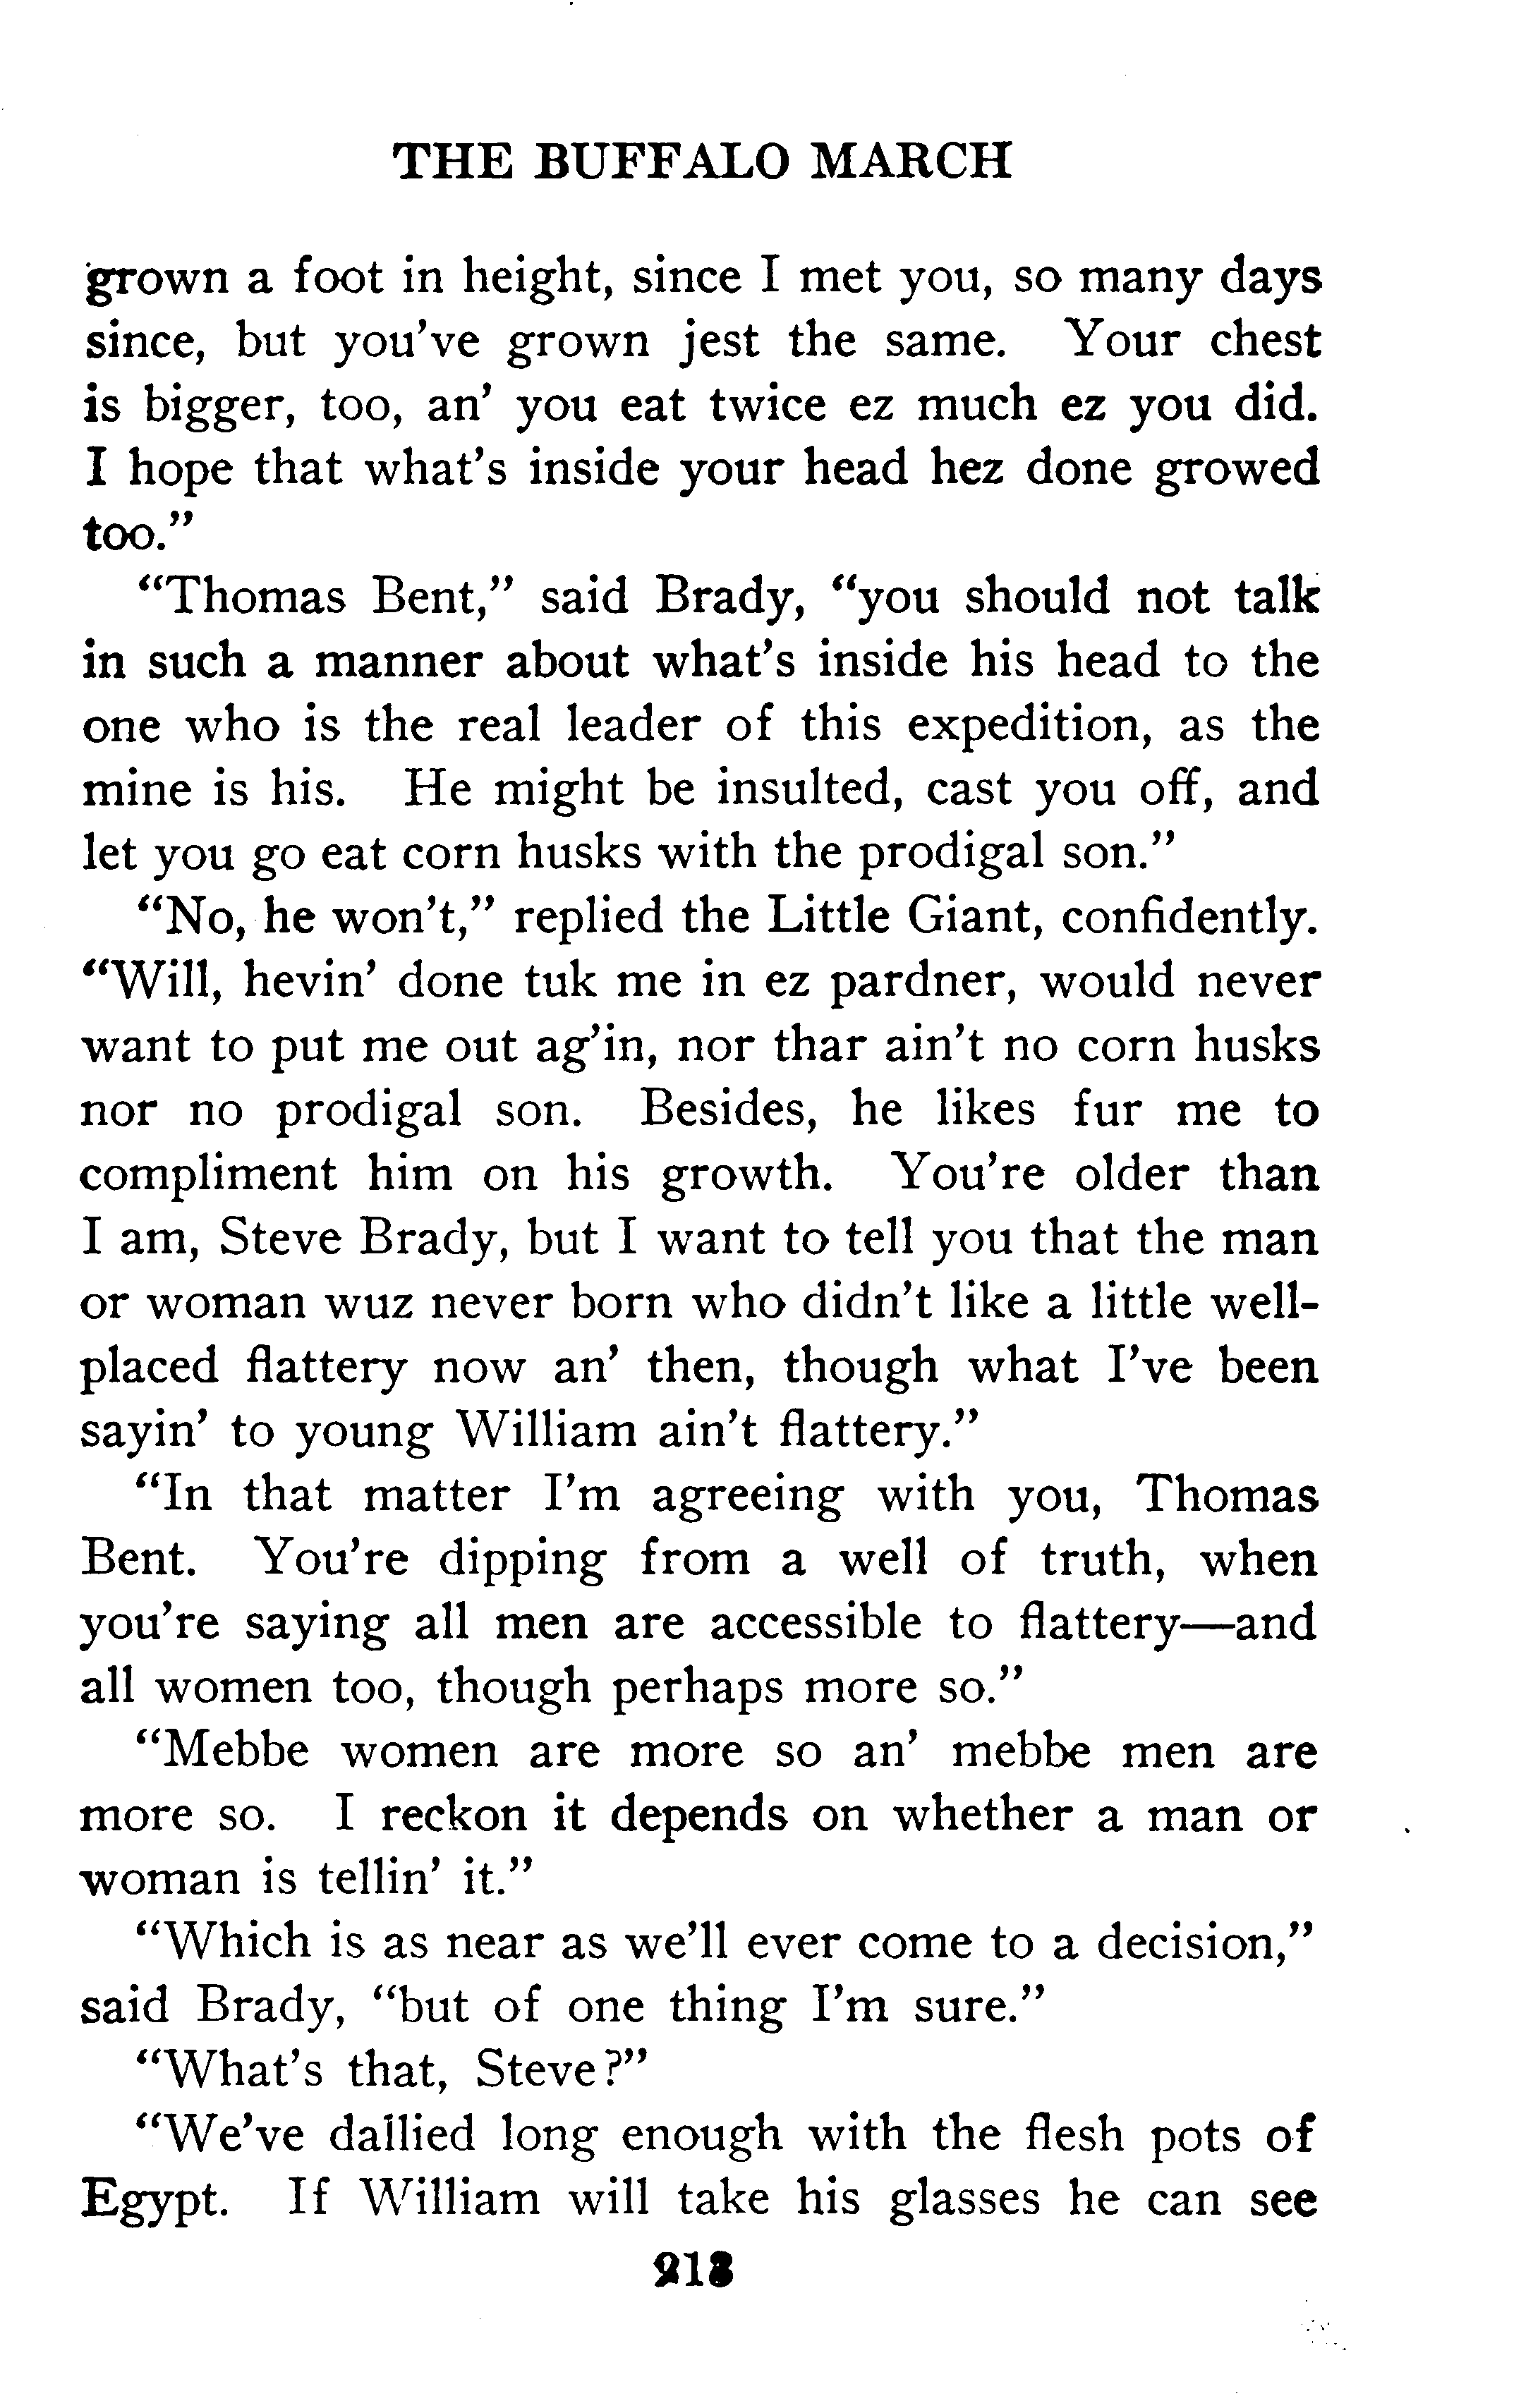 THE BUFFALO MARCH
grown a foot in height, since I met you, so many days
since, but you've grown jest the same. Your chest
is bigger, too, an' you eat twice ez much ez you did.
I hope that what's inside your head hez done growed
too."
"Thomas Bent," said Brady, "you should not talk
in such a manner about what's inside his head to the
one who is the real leader of this expedition, as the
mine is his. He might be insulted, cast you off, and
let you go eat corn husks with the prodigal son."
"No, he won't," replied the Little Giant, confidently.
"Will, hevin' done tuk me in ez pardner, would never
want to put me out ag'in, nor thar ain't no corn husks
nor no prodigal son. Besides, he likes fur me to
compliment him on his growth. You're older than
I am, Steve Brady, but I want to tell you that the man
or woman wuz never born who didn't like a little well-
placed flattery now an' then, though what I've been
sayin' to young William ain't flattery."
"In that matter I'm agreeing with you, Thomas
Bent. You're dipping from a well of truth, when
you're saying all men are accessible to flattery—and
all women too, though perhaps more so."
"Mebbe women are more so an' mebbe men are
more so. I reckon it depends on whether a man or
woman is tellin' it."
"Which is as near as we'll ever come to a decision,"
said Brady, "but of one thing I'm sure."
"What's that, Steve?"
"We've dallied long enough with the flesh pots of
Egypt. If William will take his glasses he can see
213